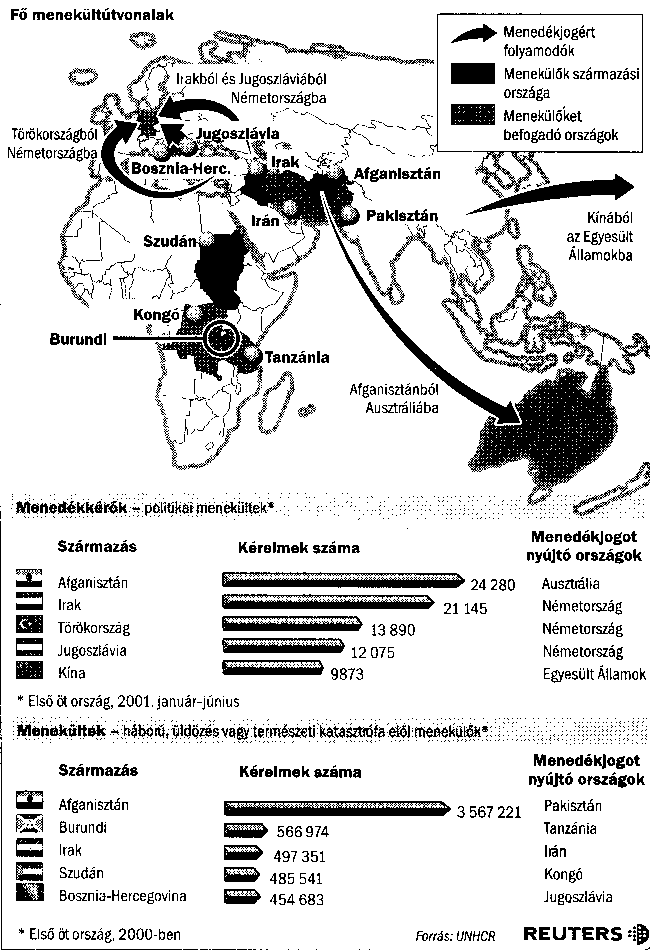 Fő menekültútvonalak
Menedékjogért
folyamodók
Menekülők származási
országa
Menekülőket
befogadó országok
Irakból és Jugoszláviából
Németországba
Törökországból
Németországba
Jugoszlávia
Bosznia-Herc.
Irak
Afganisztán
Irán
Pakisztán
Kínából
az Egyesült
Államokba
Szudán
Kongó
Burundi
Tanzánia
Afganisztánból
Ausztráliába
Menedékkérők – politikai menekültek*
Származás Kérelmek száma Menedékjogot
nyújtó országok
Afganisztán 24 280 Ausztrália
Irak 21 145 Németország
Törökország 13 890 Németország
Jugoszlávia 12 075 Németország
Kína 9873 Egyesült Államok
* Első öt ország, 2001. január-június
Menekültek – háború, üldözés vagy természeti katasztrófa elől menekülők*
Származás Kérelmek száma Menedékjogot
nyújtó országok
Afganisztán 3 567 221 Pakisztán
Burundi 566 974 Tanzánia
Irak 497 351 Irán
Szudán 485 541 Kongó
Bosznia-Hercegovina 454 683 Jugoszlávia
* Első öt ország, 2000-ben
Forrás: UNHCR REUTERS